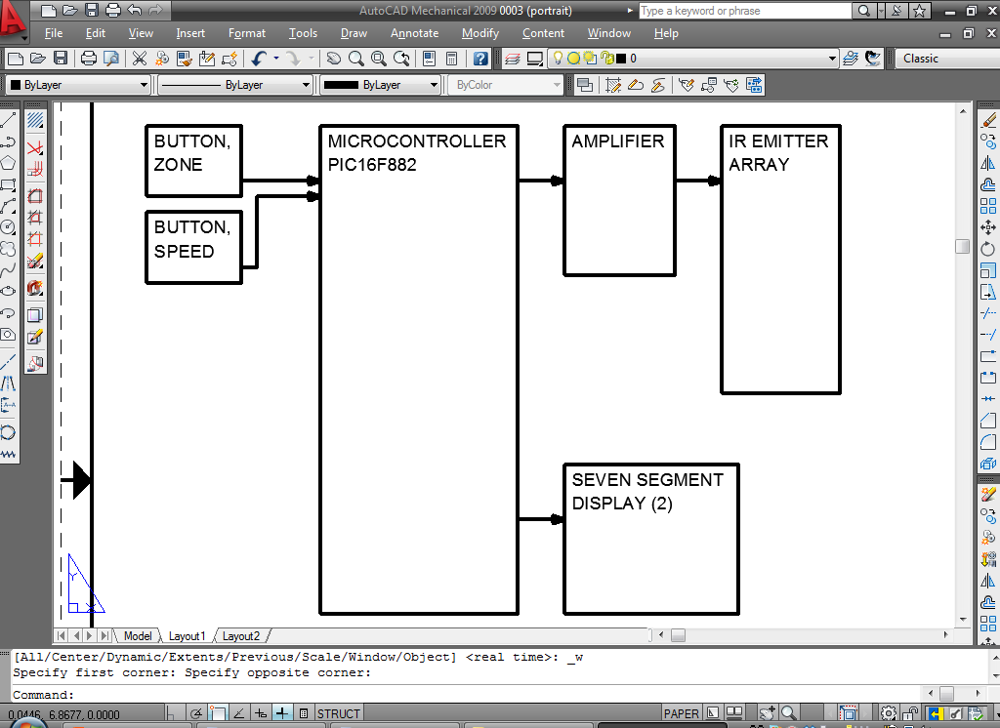 AutoCAD Mechanical 2009 0003 (portrait)
Type a keyword or phrase
File Edit View Insert Format Tools Draw Annotate Modify Content Window Help
0
Classic
ByLayer ByLayer ByLayer ByColor
BUTTON,
ZONE
BUTTON,
SPEED
MICROCONTROLLER
PIC16F882
AMPLIFIER
IR EMITTER
ARRAY
SEVEN SEGMENT
DISPLAY (2)
Y
X
Model Layout1 Layout2
[All/Center/Dynamic/Extents/Previous/Scale/Window/Object] <real time>: _w
Specify first corner: Specify opposite corner:
Command:
0.0446, 6.8677, 0.0000 STRUCT PAPER